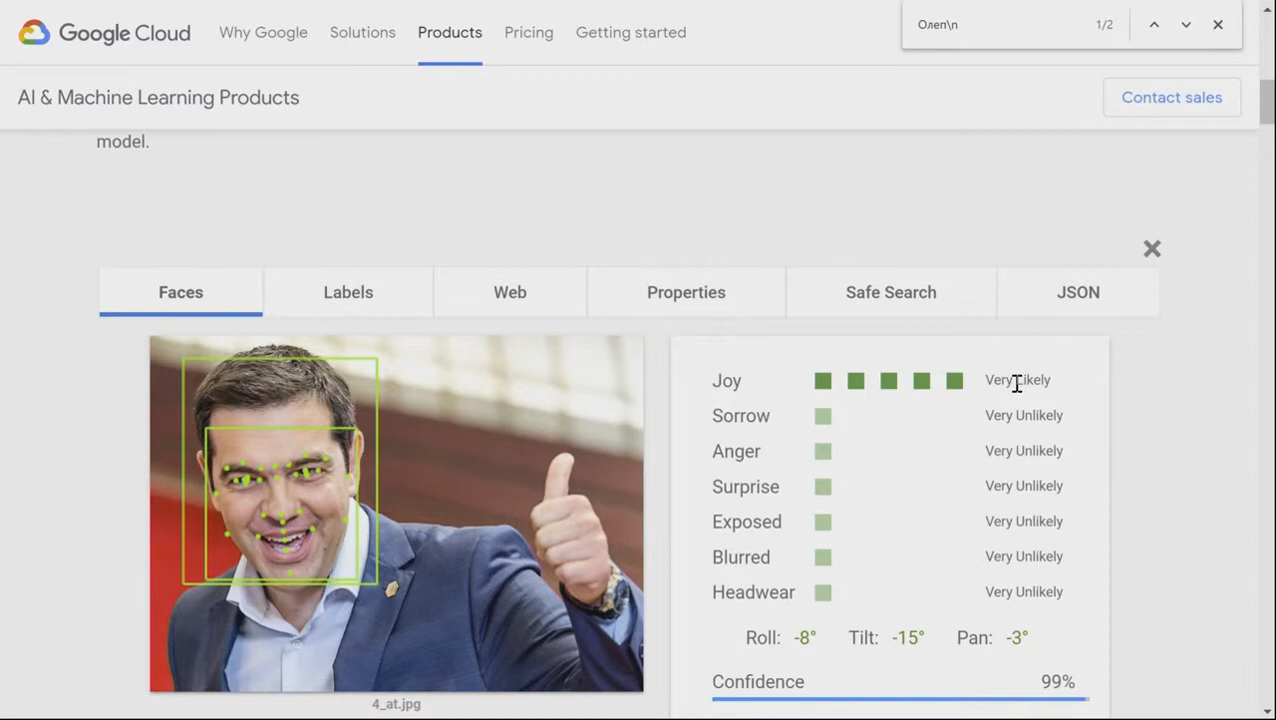 Google Cloud Why Google Solutions Products Pricing Getting started
Олеп\n 1/2
AI & Machine Learning Products Contact sales
model.
Faces Labels Web Properties Safe Search JSON
Joy Very Likely
Sorrow Very Unlikely
Anger Very Unlikely
Surprise Very Unlikely
Exposed Very Unlikely
Blurred Very Unlikely
Headwear Very Unlikely
Roll: -8° Tilt: -15° Pan: -3°
Confidence 99%
4_at.jpg